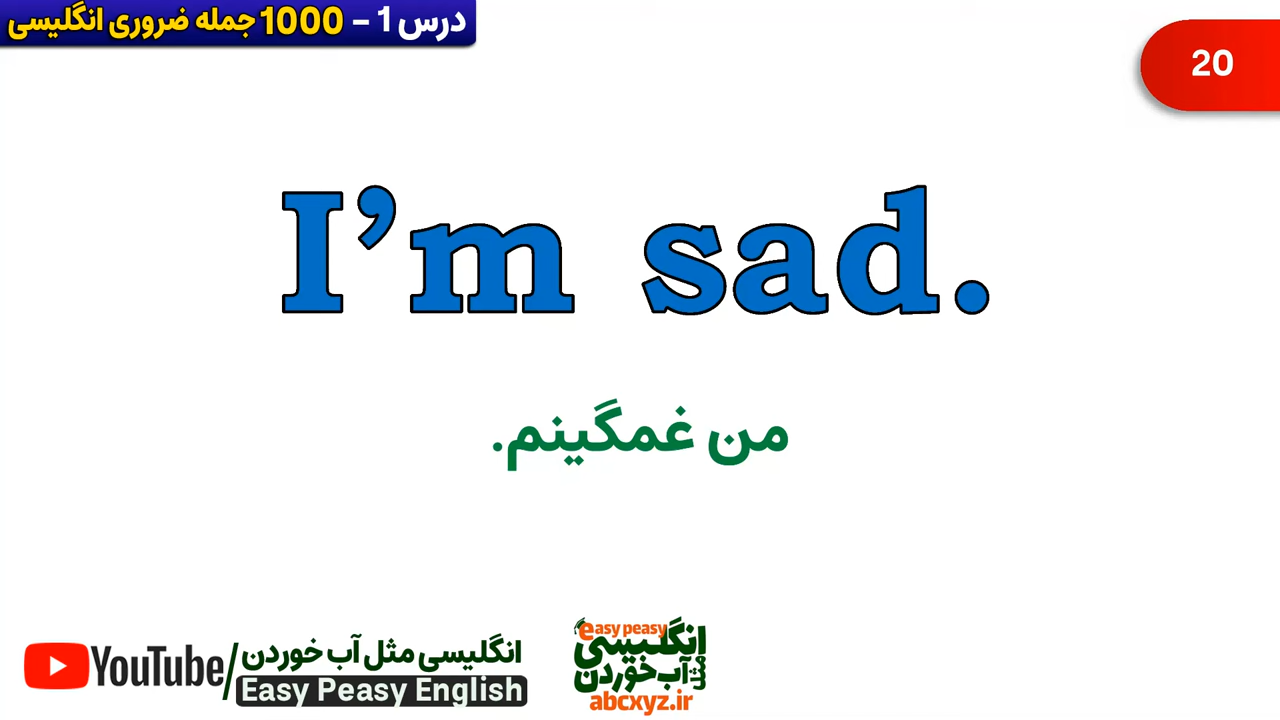 درس 1 – 1000 جمله ضروری انگلیسی
20
I’m sad.
من غمگینم.
YouTube/انگلیسی مثل آب خوردن
Easy Peasy English
easy peasy
انگلیسی
مثل
آب خوردن
abcxyz.ir